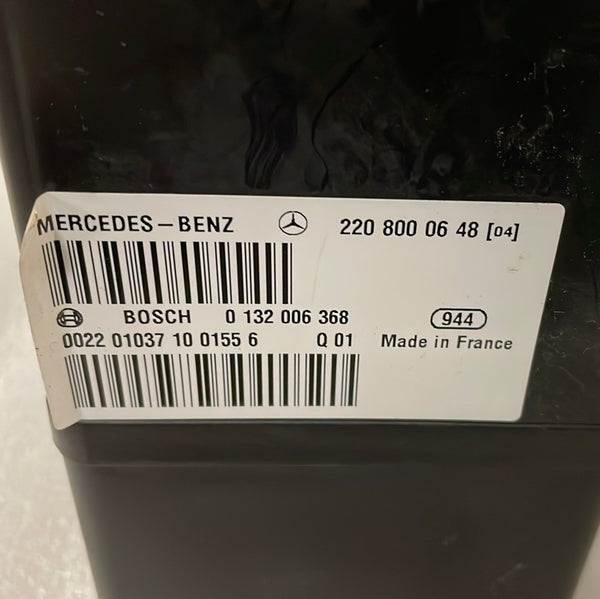 MERCEDES-BENZ 220 800 06 48 [04]
BOSCH 0 132 006 368 944
0022 01037 10 0155 6 Q 01 Made in France